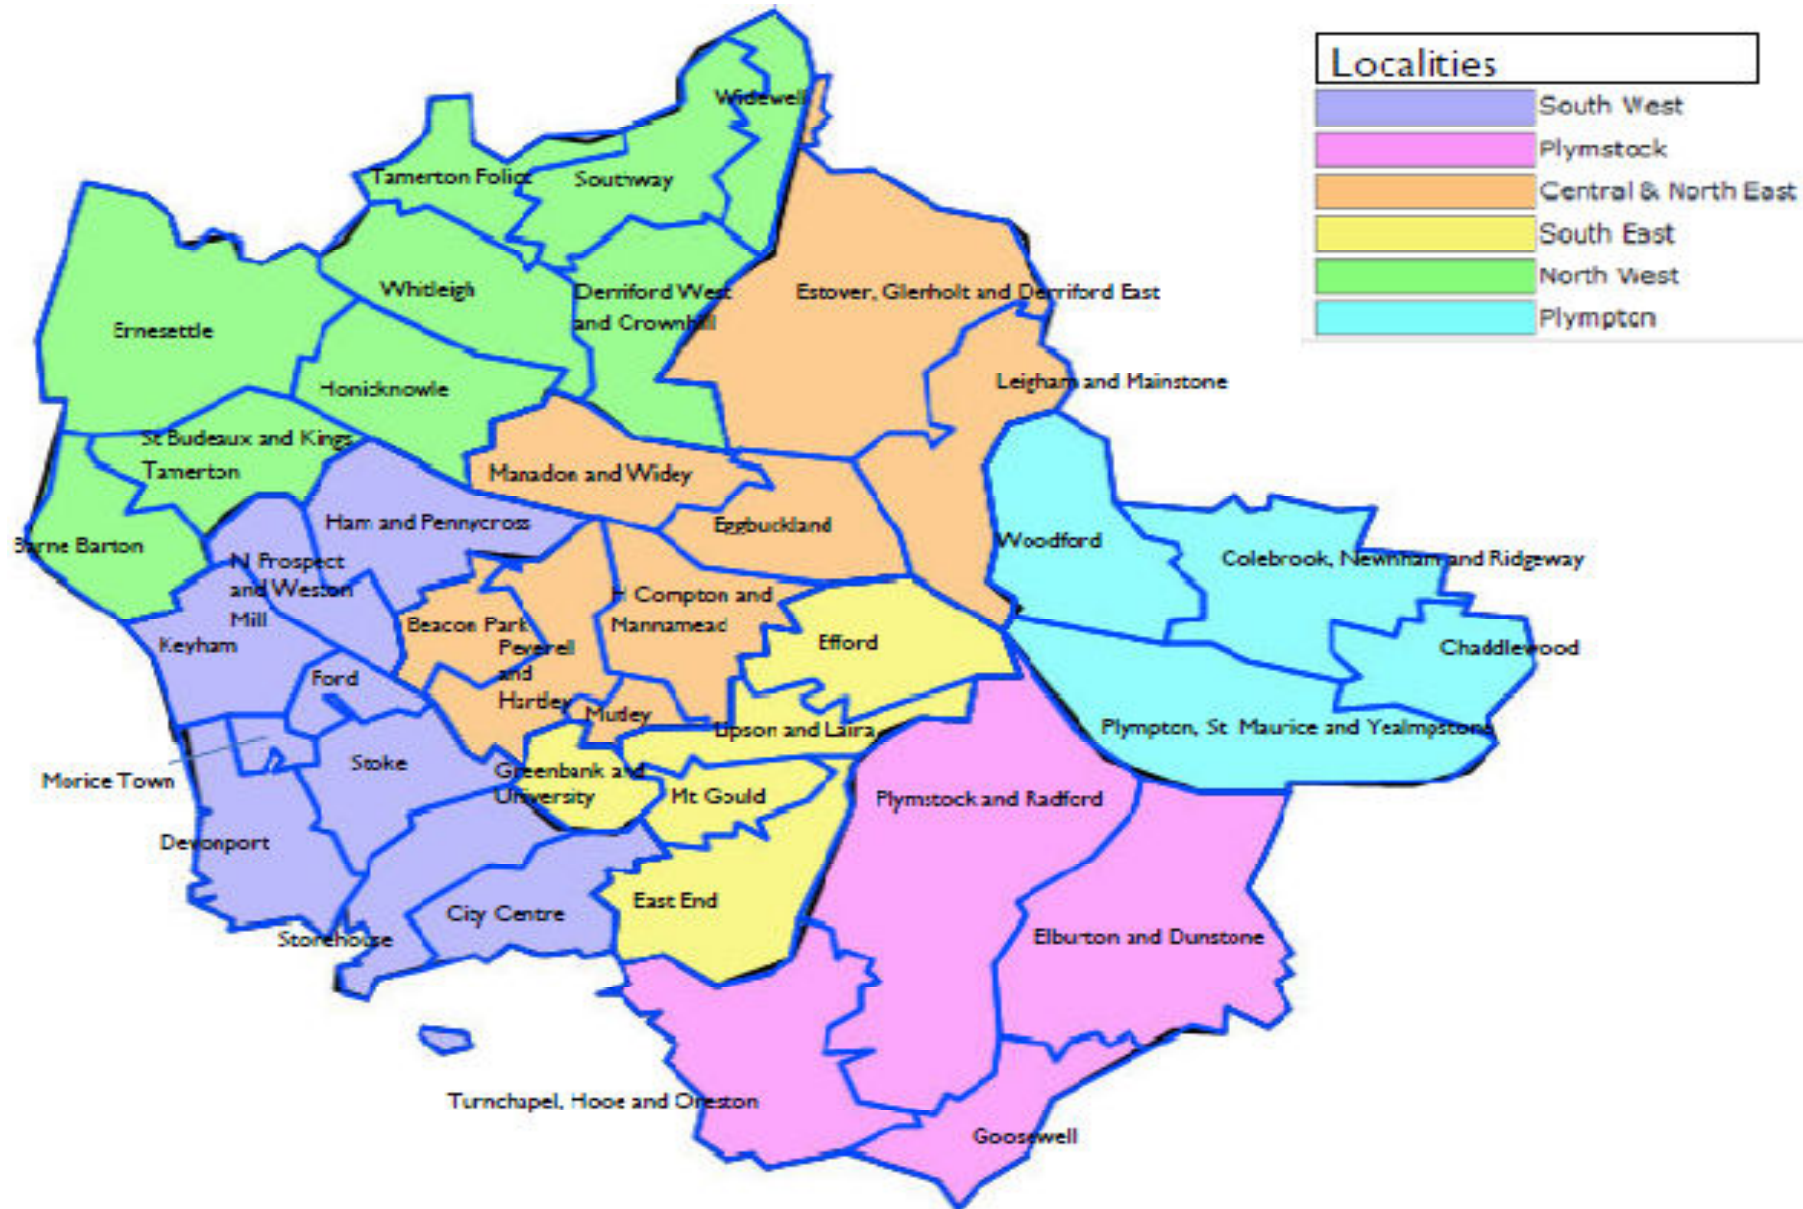 Localities
South West
Plymstock
Central & North East
South East
North West
Plympton
Widewell
Tamerton Foliot
Southway
Whitleigh
Derriford West
and Crownhill
Estover, Glenholt and Derriford East
Ernesettle
Honicknowle
Leigham and Mainstone
St Budeaux and Kings
Tamerton
Manadon and Widey
Ham and Pennycross
Eggbuckland
Barne Barton
Woodford
Colebrook, Newnham and Ridgeway
N Prospect
and Weston
Mill
H Compton and
Mannamead
Beacon Park
Keyham
Peverell
and
Hartley
Efford
Chaddlewood
Ford
Mutley
Lipson and Laira
Plympton, St Maurice and Yealmpstone
Morice Town
Stoke
Greenbank and
University
Mt Gould
Plymstock and Radford
Devonport
East End
City Centre
Stonehouse
Elburton and Dunstone
Turnchapel, Hooe and Oreston
Goosewell